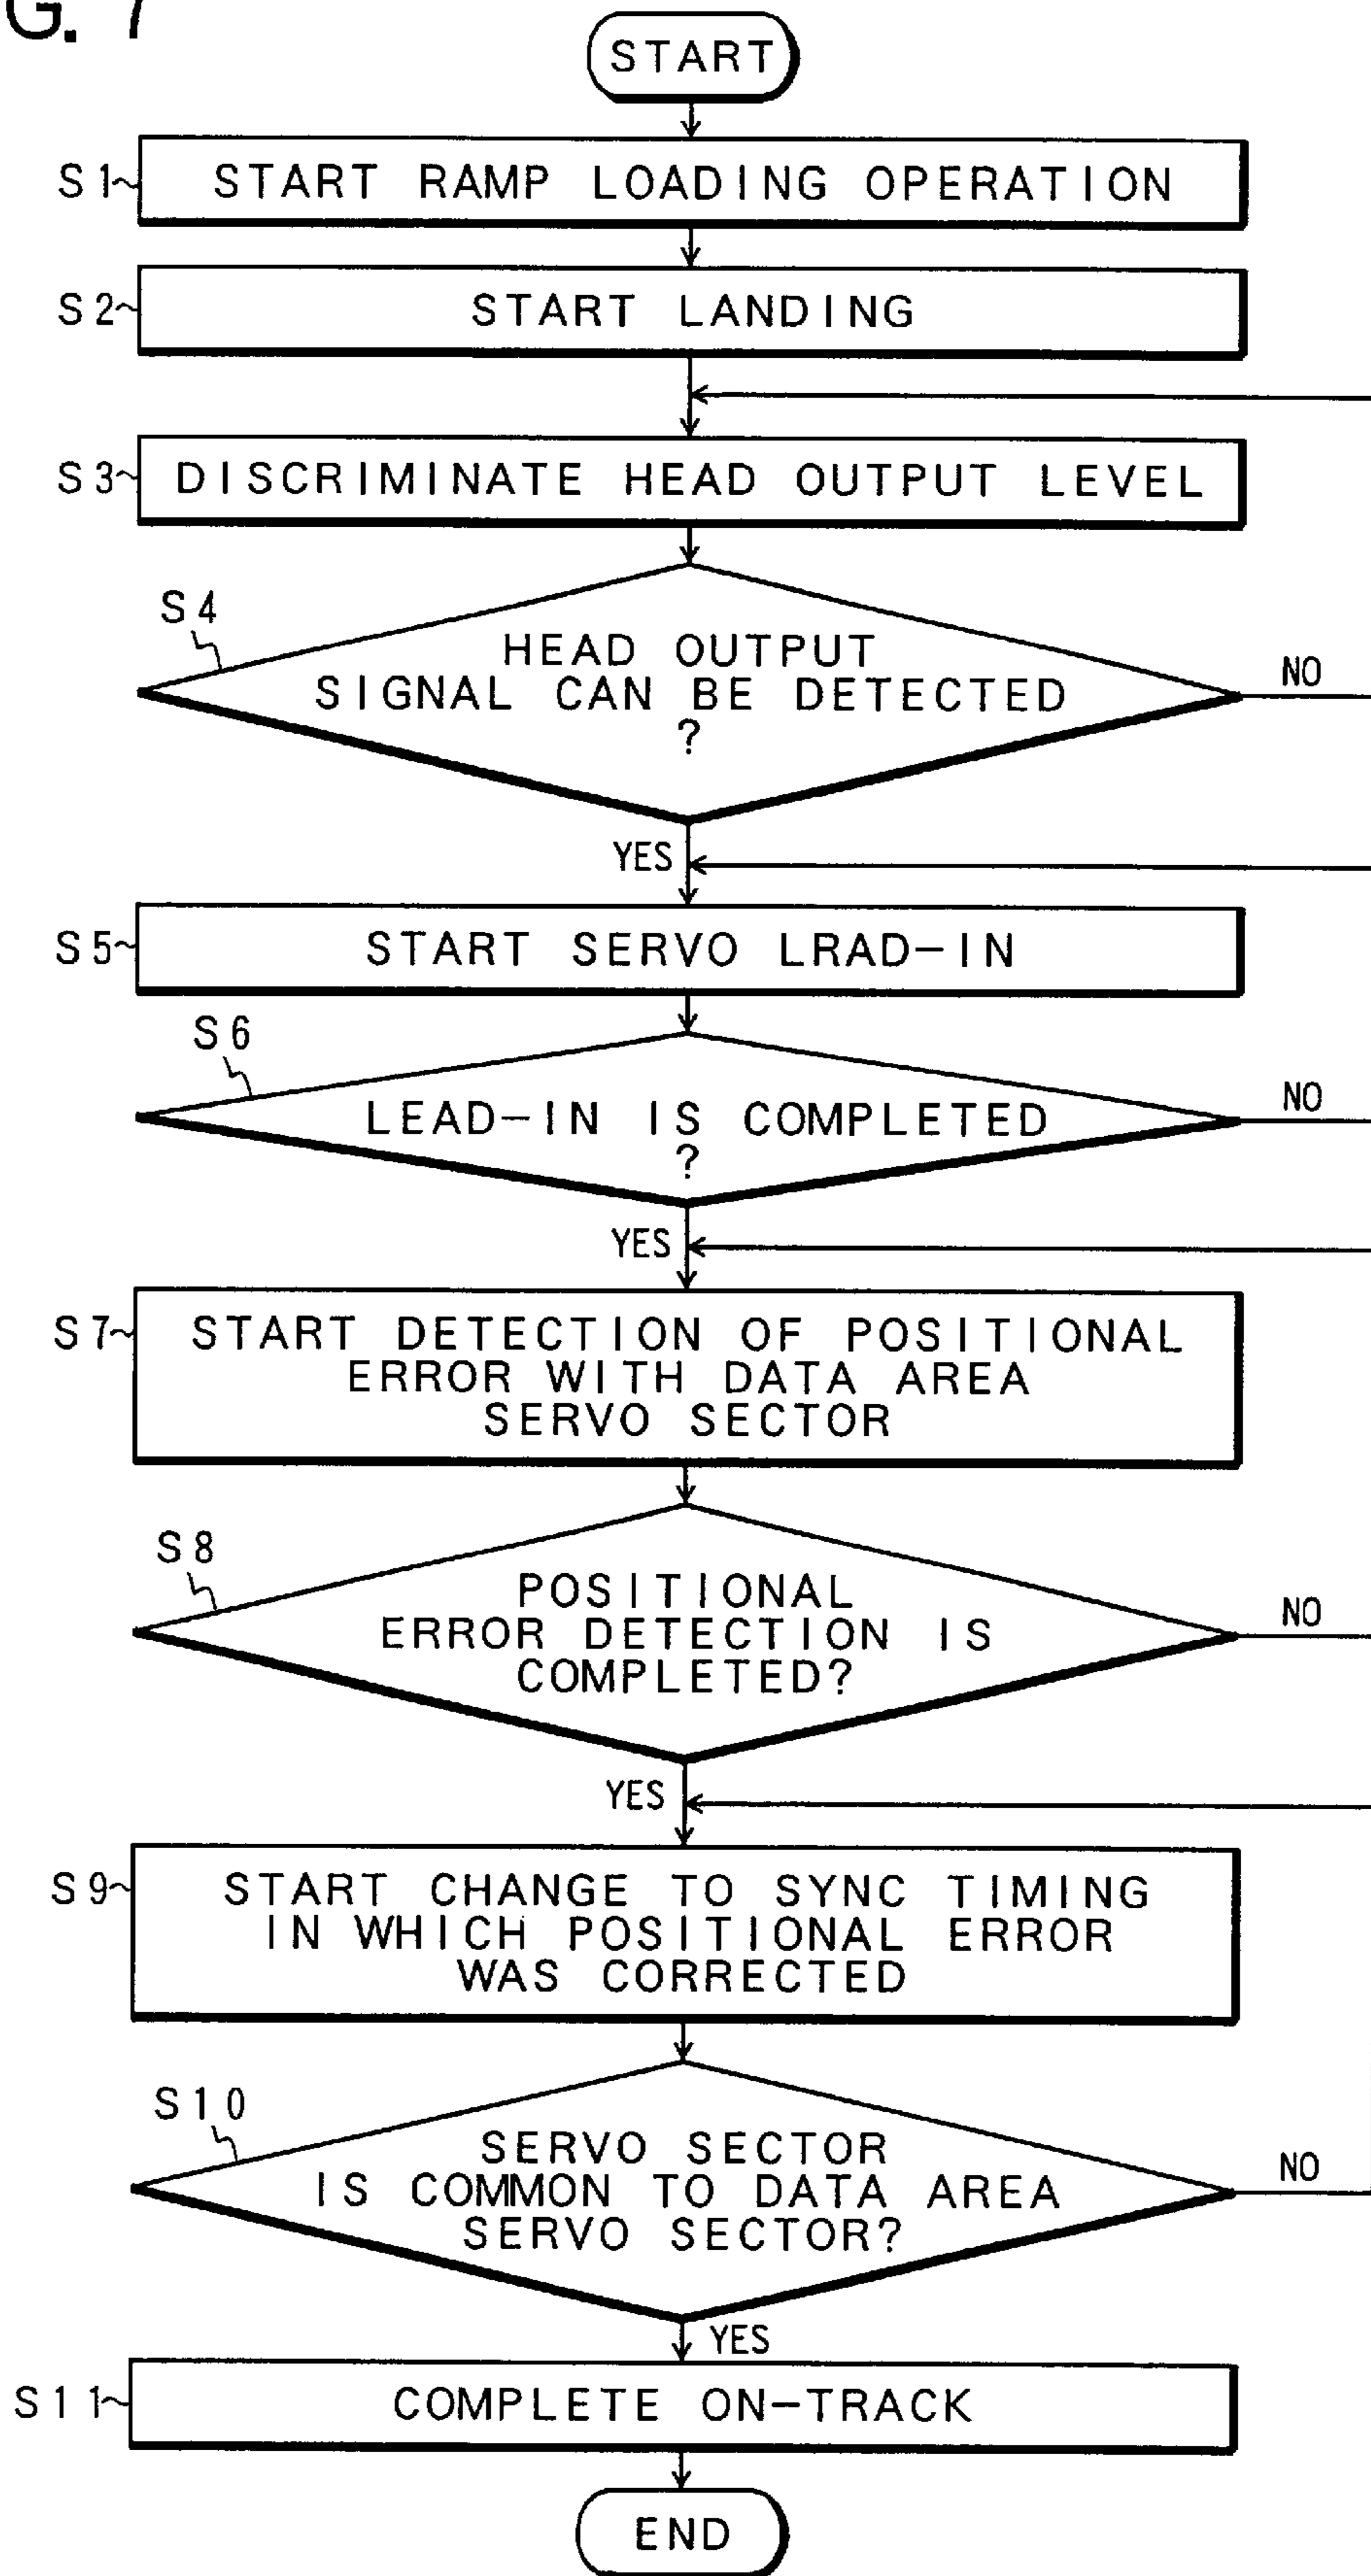 G. 7
START
S1 START RAMP LOADING OPERATION
S2 START LANDING
S3 DISCRIMINATE HEAD OUTPUT LEVEL
S4
HEAD OUTPUT
SIGNAL CAN BE DETECTED
?
NO
YES
S5 START SERVO LRAD-IN
S6
LEAD-IN IS COMPLETED
?
NO
YES
S7 START DETECTION OF POSITIONAL
ERROR WITH DATA AREA
SERVO SECTOR
S8
POSITIONAL
ERROR DETECTION IS
COMPLETED?
NO
YES
S9 START CHANGE TO SYNC TIMING
IN WHICH POSITIONAL ERROR
WAS CORRECTED
S10
SERVO SECTOR
IS COMMON TO DATA AREA
SERVO SECTOR?
NO
YES
S11 COMPLETE ON-TRACK
END